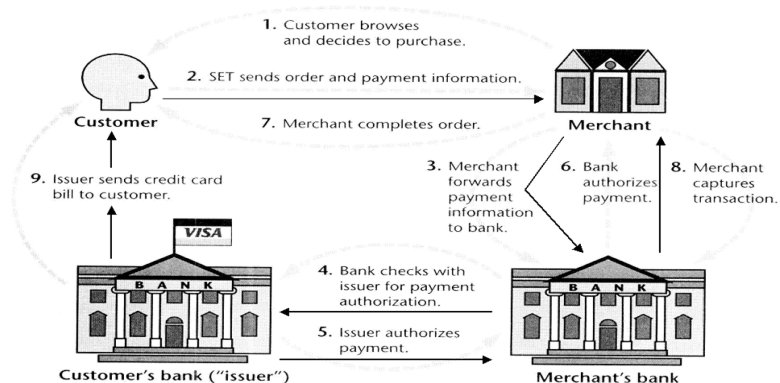 1. Customer browses
and decides to purchase.
2. SET sends order and payment information.
7. Merchant completes order.
Customer
Merchant
9. Issuer sends credit card
bill to customer.
3. Merchant
forwards
payment
information
to bank.
6. Bank
authorizes
payment.
8. Merchant
captures
transaction.
VISA
BANK
4. Bank checks with
issuer for payment
authorization.
5. Issuer authorizes
payment.
BANK
Customer's bank ("issuer")
Merchant's bank